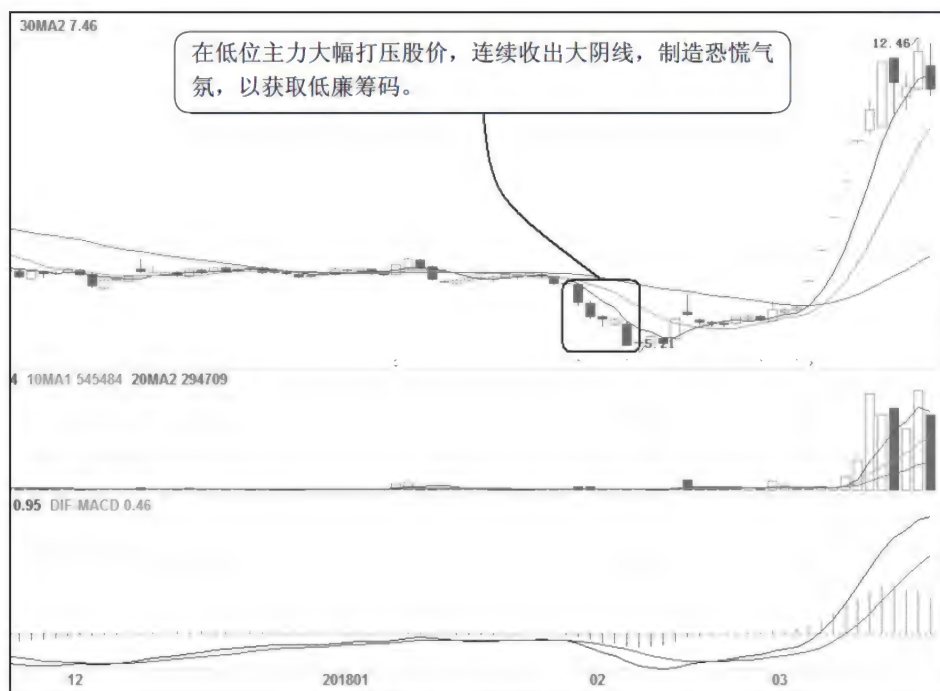 30MA2 7.46
在低位主力大幅打压股价，连续收出大阴线，制造恐慌气
氛，以获取低廉筹码。
12.46
5.21
4 10MA1 545484 20MA2 294709
0.95 DIF MACD 0.46
12 201801 02 03